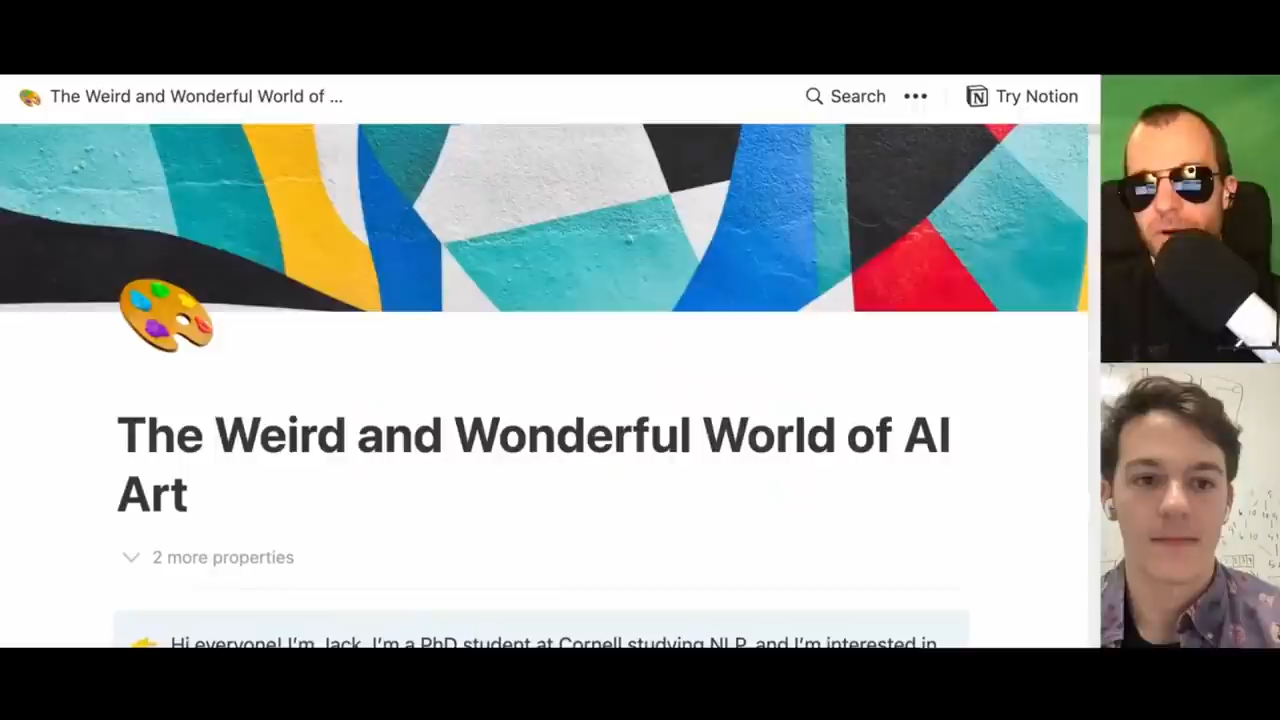 The Weird and Wonderful World of ...
Search
Try Notion
The Weird and Wonderful World of AI
Art
2 more properties
Hi everyone! I'm Jack, I'm a PhD student at Cornell studying NLP, and I'm interested in